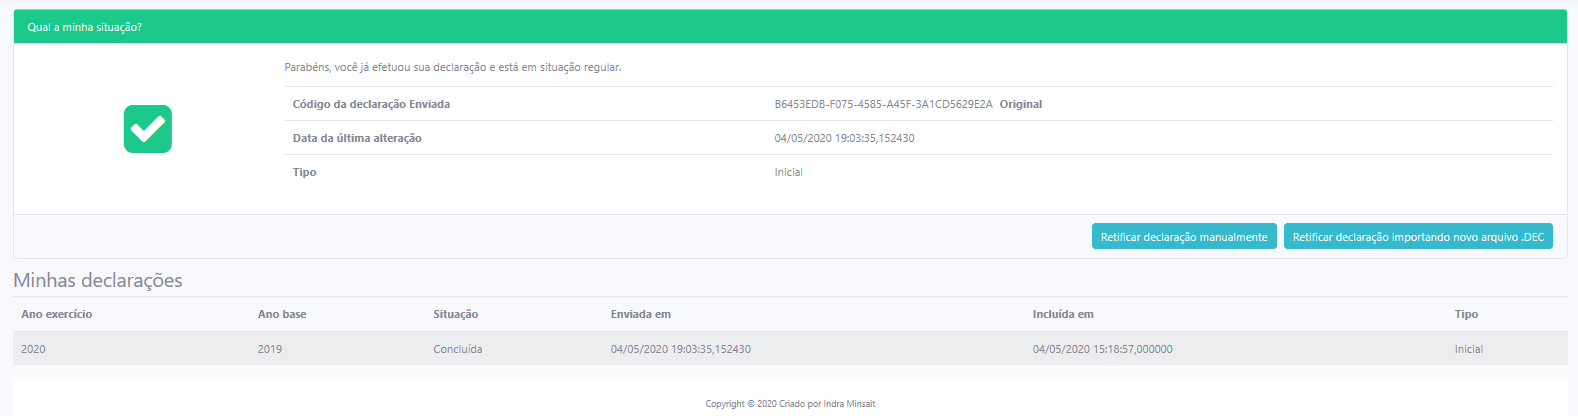 Qual a minha situação?
Parabéns, você já efetuou sua declaração e está em situação regular.
Código da declaração Enviada B6453EDB-F075-4585-A45F-3A1CD5629E2A Original
Data da última alteração 04/05/2020 19:03:35,152430
Tipo Inicial
Retificar declaração manualmente Retificar declaração importando novo arquivo .DEC
Minhas declarações
Ano exercício Ano base Situação Enviada em Incluída em Tipo
2020 2019 Concluída 04/05/2020 19:03:35,152430 04/05/2020 15:18:57,000000 Inicial
Copyright © 2020 Criado por Indra Minsait